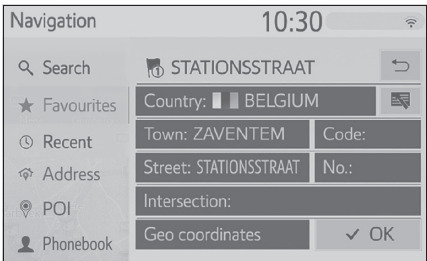 Navigation 10:30
Search
Favourites
Recent
Address
POI
Phonebook
1 STATIONSSTRAAT
Country: BELGIUM
Town: ZAVENTEM Code:
Street: STATIONSSTRAAT No.:
Intersection:
Geo coordinates OK